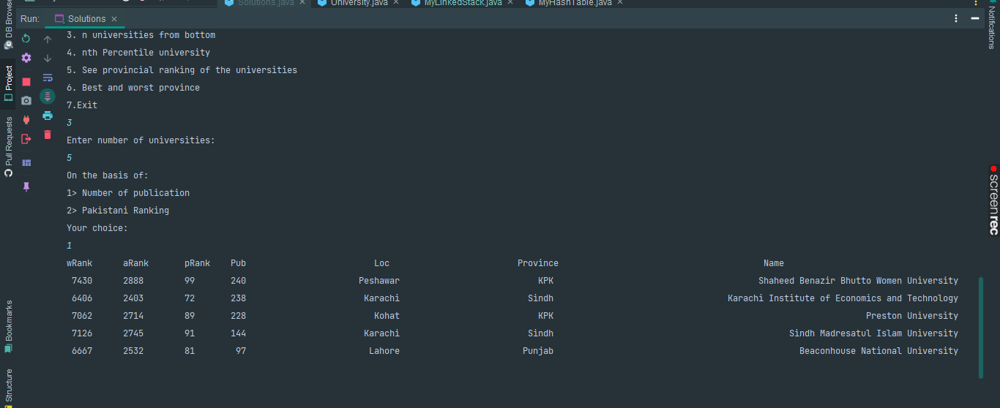 Solutions.java University.java MyLinkedStack.java MyHashTable.java
Run: Solutions
3. n universities from bottom
4. nth Percentile university
5. See provincial ranking of the universities
6. Best and worst province
7.Exit
3
Enter number of universities:
5
On the basis of:
1> Number of publication
2> Pakistani Ranking
Your choice:
1
wRank aRank pRank Pub Loc Province Name
7430 2888 99 240 Peshawar KPK Shaheed Benazir Bhutto Women University
6406 2403 72 238 Karachi Sindh Karachi Institute of Economics and Technology
7062 2714 89 228 Kohat KPK Preston University
7126 2745 91 144 Karachi Sindh Sindh Madresatul Islam University
6667 2532 81 97 Lahore Punjab Beaconhouse National University
DB Browse
Project
Pull Requests
Bookmarks
Structure
Notifications
screenrec